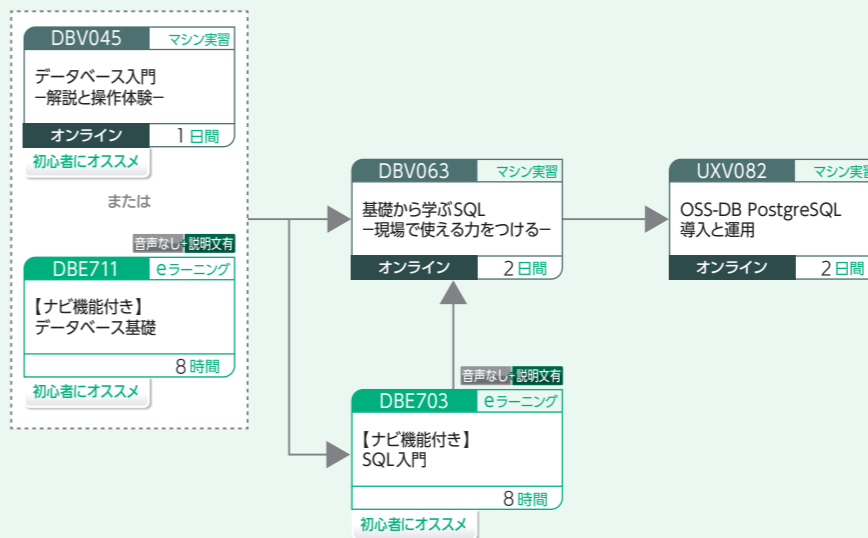 DBV045 マシン実習
データベース入門
−解説と操作体験−
オンライン 1日間
初心者にオススメ
または
音声なし+説明文有
DBE711 eラーニング
【ナビ機能付き】
データベース基礎
8時間
初心者にオススメ
DBV063 マシン実習
基礎から学ぶSQL
−現場で使える力をつける−
オンライン 2日間
音声なし+説明文有
DBE703 eラーニング
【ナビ機能付き】
SQL入門
8時間
初心者にオススメ
UXV082 マシン実習
OSS-DB PostgreSQL
導入と運用
オンライン 2日間